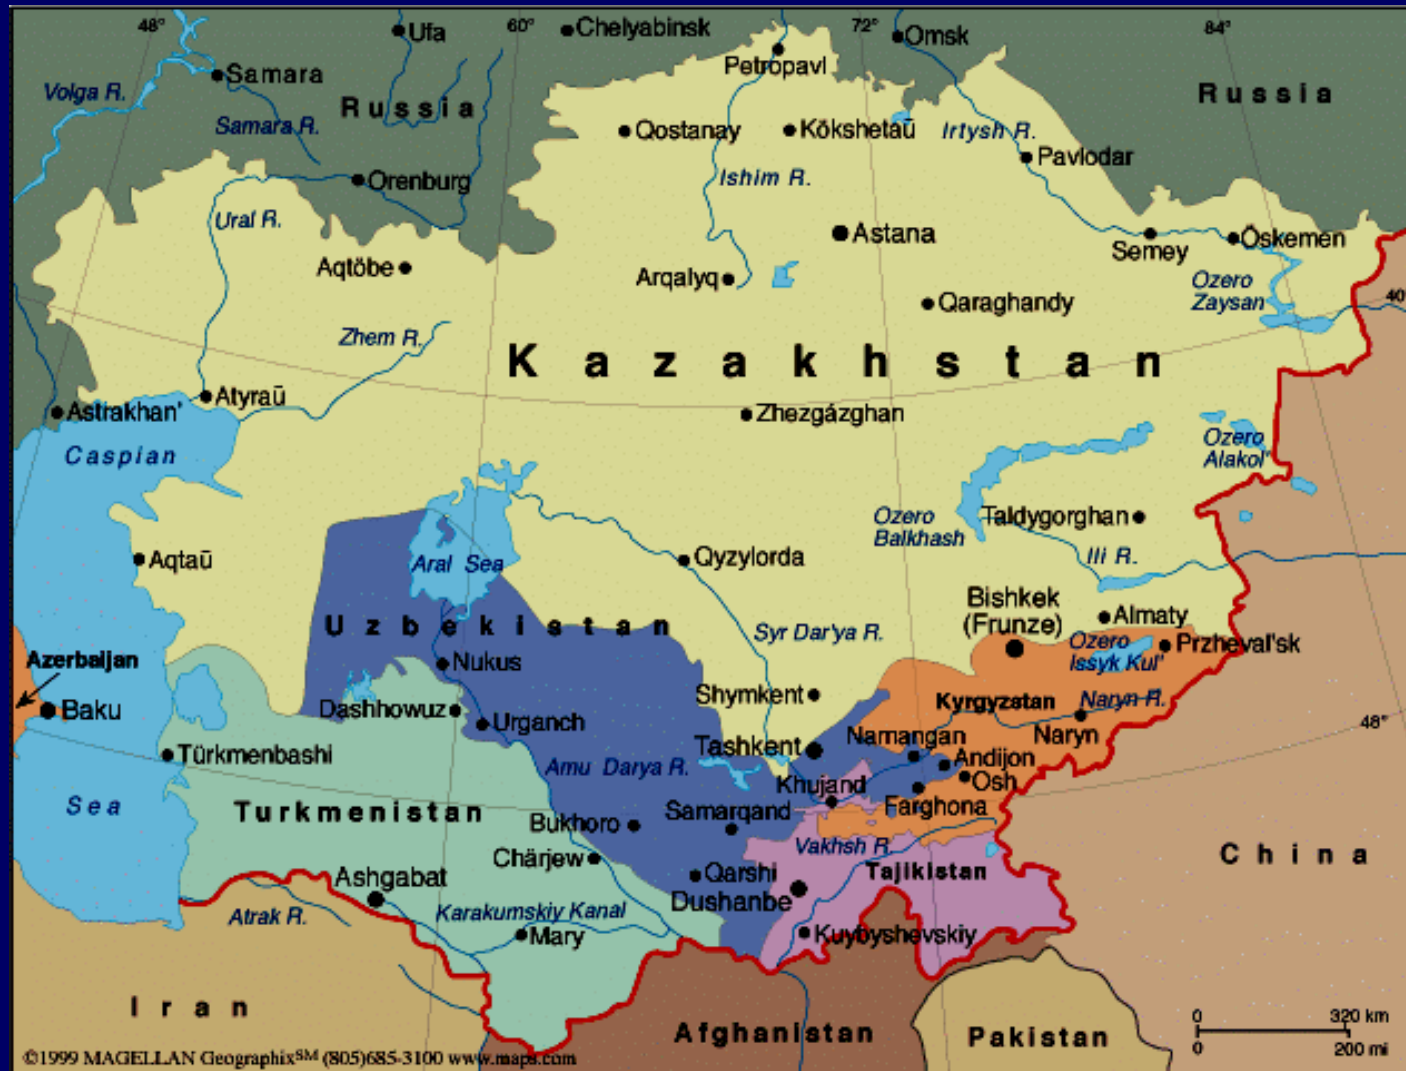 48°
60°
72°
84°
Ufa
Chelyabinsk
Omsk
Petropavl
Samara
Volga R.
Russia
Russia
Samara R.
Qostanay
Kökshetaū
Irtysh R.
Pavlodar
Orenburg
Ishim R.
Ural R.
Astana
Semey
Öskemen
Aqtöbe
Arqalyq
Ozero
Zaysan
40°
Qaraghandy
Zhem R.
Kazakhstan
Atyraū
Astrakhan'
Zhezgázghan
Caspian
Ozero
Alakol'
Ozero
Balkhash
Taldygorghan
Aqtaū
Aral Sea
Qyzylorda
Ili R.
Bishkek
(Frunze)
Almaty
Uzbekistan
Syr Dar'ya R.
Ozero
Issyk Kul'
Przheval'sk
Azerbaijan
Nukus
Shymkent
Kyrgyzstan
Naryn R.
Baku
Dashhowuz
Urganch
48°
Tashkent
Namangan
Naryn
Türkmenbashi
Amu Darya R.
Andijon
Khujand
Osh
Sea
Farghona
Turkmenistan
Samarqand
Bukhoro
Vakhsh R.
China
Chärjew
Tajikistan
Qarshi
Ashgabat
Dushanbe
Atrak R.
Karakumskiy Kanal
Mary
Kuybyshevskiy
Iran
Afghanistan
Pakistan
0 320 km
0 200 mi
©1999 MAGELLAN Geographix℠ (805)685-3100 www.maps.com